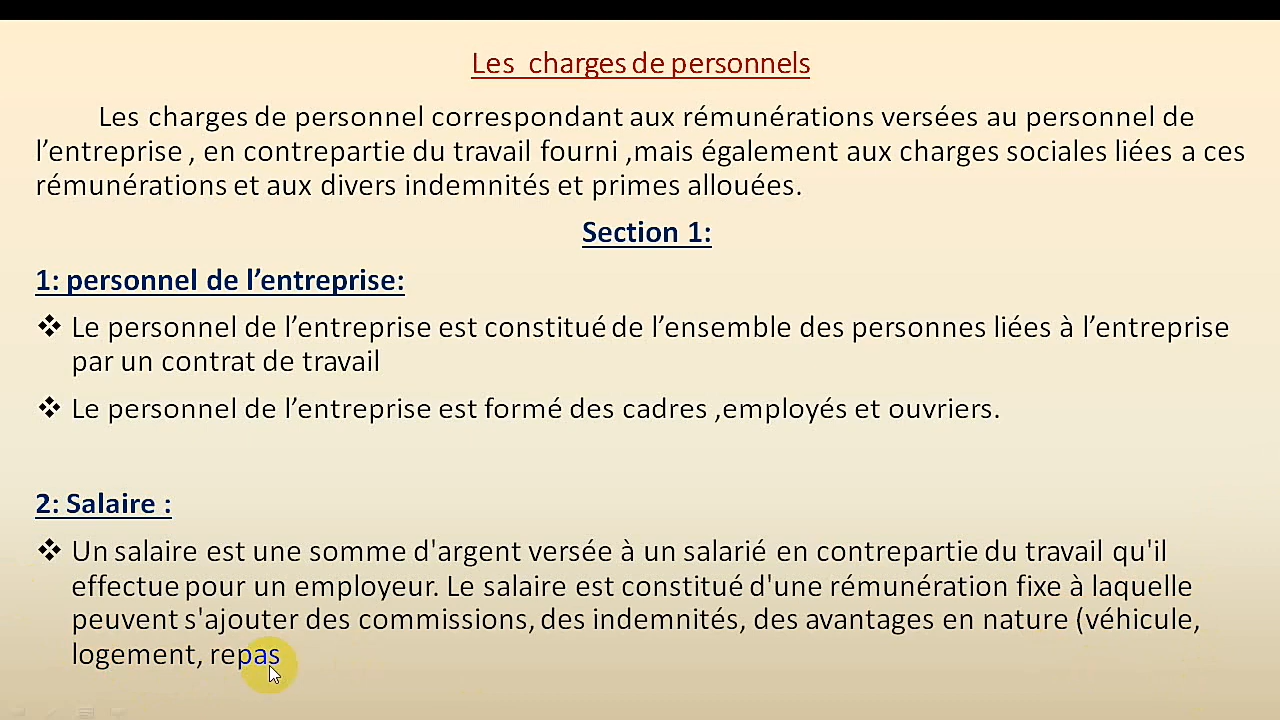 Les charges de personnels
Les charges de personnel correspondant aux rémunérations versées au personnel de
l’entreprise , en contrepartie du travail fourni ,mais également aux charges sociales liées a ces
rémunérations et aux divers indemnités et primes allouées.
Section 1:
1: personnel de l’entreprise:
❖ Le personnel de l’entreprise est constitué de l’ensemble des personnes liées à l’entreprise
par un contrat de travail
❖ Le personnel de l’entreprise est formé des cadres ,employés et ouvriers.
2: Salaire :
❖ Un salaire est une somme d'argent versée à un salarié en contrepartie du travail qu'il
effectue pour un employeur. Le salaire est constitué d'une rémunération fixe à laquelle
peuvent s'ajouter des commissions, des indemnités, des avantages en nature (véhicule,
logement, repas